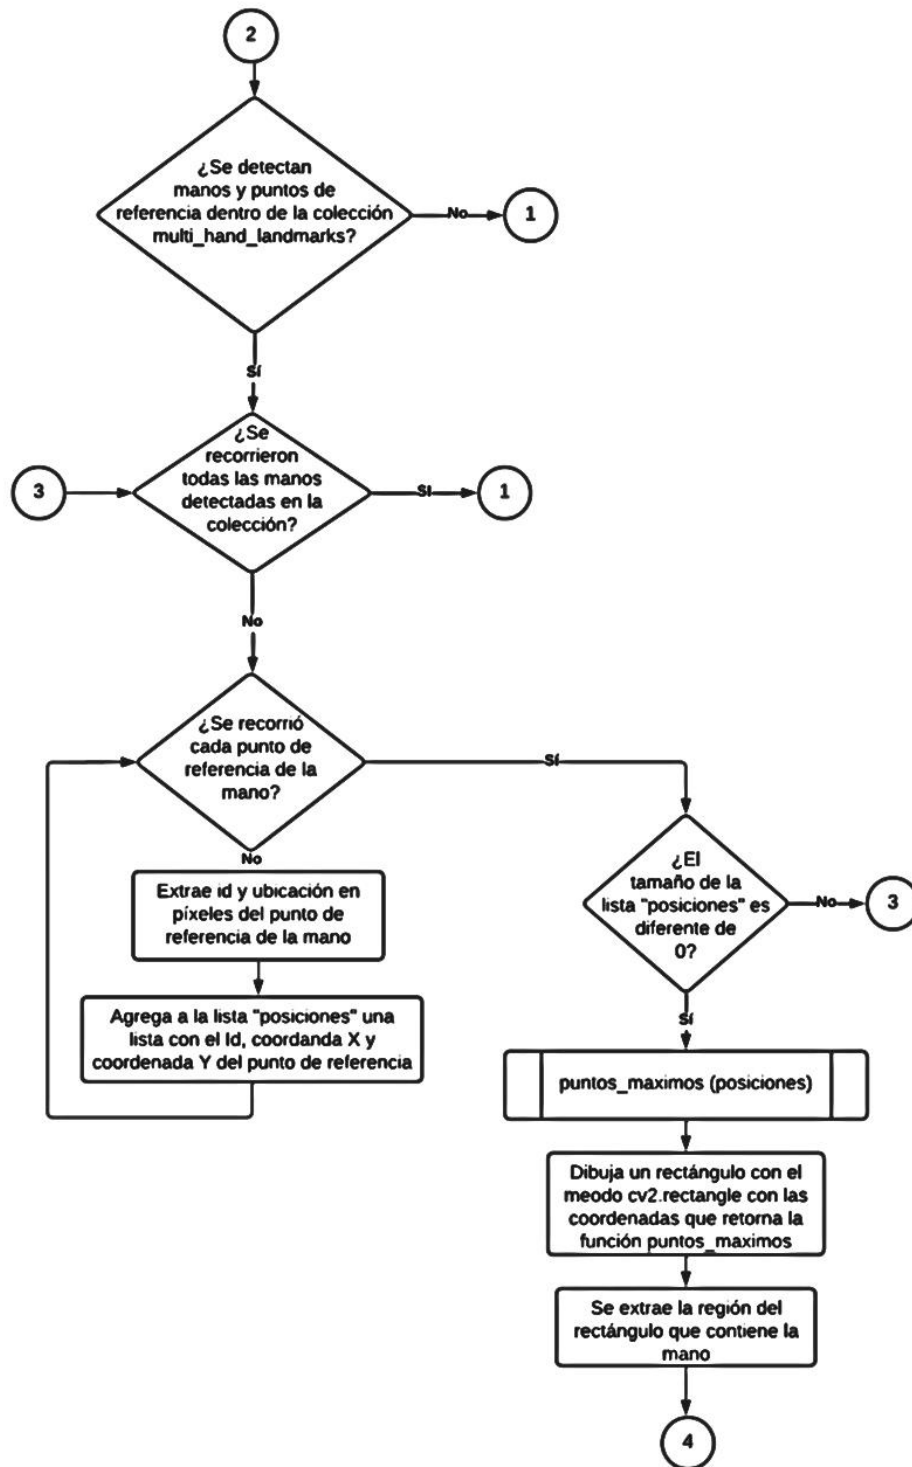 2
¿Se detectan
manos y puntos de
referencia dentro de la colección
multi_hand_landmarks?
No
1
Sí
¿Se
recorrieron
todas las manos
detectadas en la
colección?
3
SI
1
No
¿Se recorrió
cada punto de
referencia de la
mano?
Sí
No
Extrae id y ubicación en
píxeles del punto de
referencia de la mano
Agrega a la lista "posiciones" una
lista con el Id, coordanda X y
coordenada Y del punto de referencia
¿El
tamaño de la
lista "posiciones" es
diferente de
0?
No
3
Sí
puntos_maximos (posiciones)
Dibuja un rectángulo con el
meodo cv2.rectangle con las
coordenadas que retorna la
función puntos_maximos
Se extrae la región del
rectángulo que contiene la
mano
4